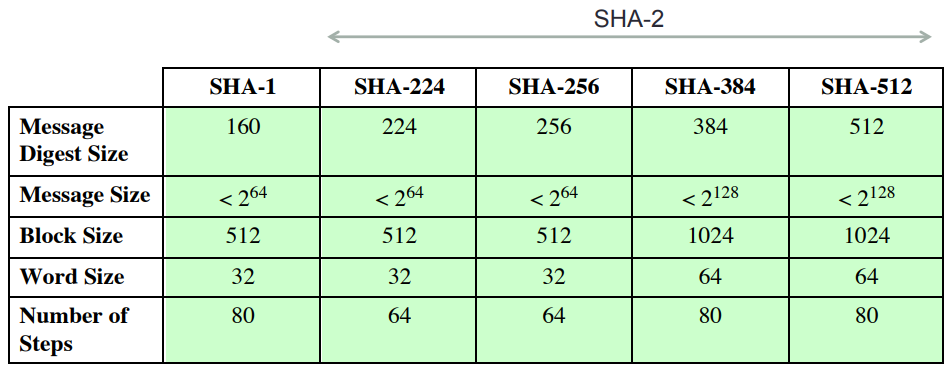 SHA-2
SHA-1 SHA-224 SHA-256 SHA-384 SHA-512
Message
Digest Size 160 224 256 384 512
Message Size < 2^64 < 2^64 < 2^64 < 2^128 < 2^128
Block Size 512 512 512 1024 1024
Word Size 32 32 32 64 64
Number of
Steps 80 64 64 80 80